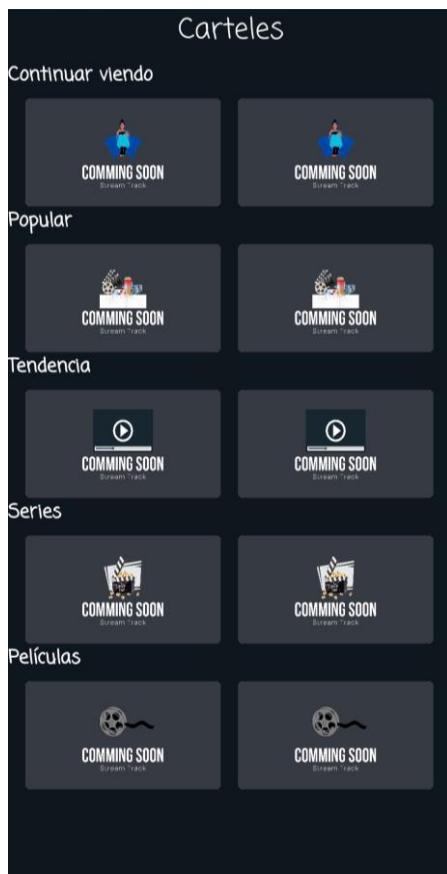 Carteles
Continuar viendo
COMMING SOON COMMING SOON
Stream Track Stream Track
Popular
COMMING SOON COMMING SOON
Stream Track Stream Track
Tendencia
COMMING SOON COMMING SOON
Stream Track Stream Track
Series
COMMING SOON COMMING SOON
Stream Track Stream Track
Películas
COMMING SOON COMMING SOON
Stream Track Stream Track